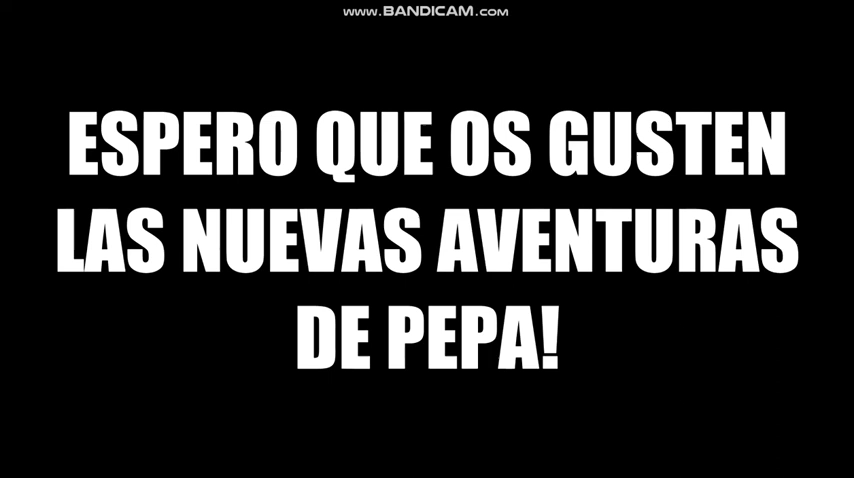 www.BANDICAM.com
ESPERO QUE OS GUSTEN
LAS NUEVAS AVENTURAS
DE PEPA!